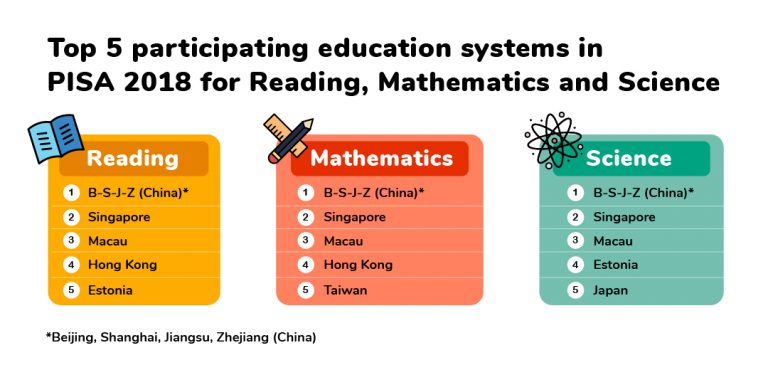 Top 5 participating education systems in
PISA 2018 for Reading, Mathematics and Science
Reading
1 B-S-J-Z (China)*
2 Singapore
3 Macau
4 Hong Kong
5 Estonia
Mathematics
1 B-S-J-Z (China)*
2 Singapore
3 Macau
4 Hong Kong
5 Taiwan
Science
1 B-S-J-Z (China)*
2 Singapore
3 Macau
4 Estonia
5 Japan
*Beijing, Shanghai, Jiangsu, Zhejiang (China)